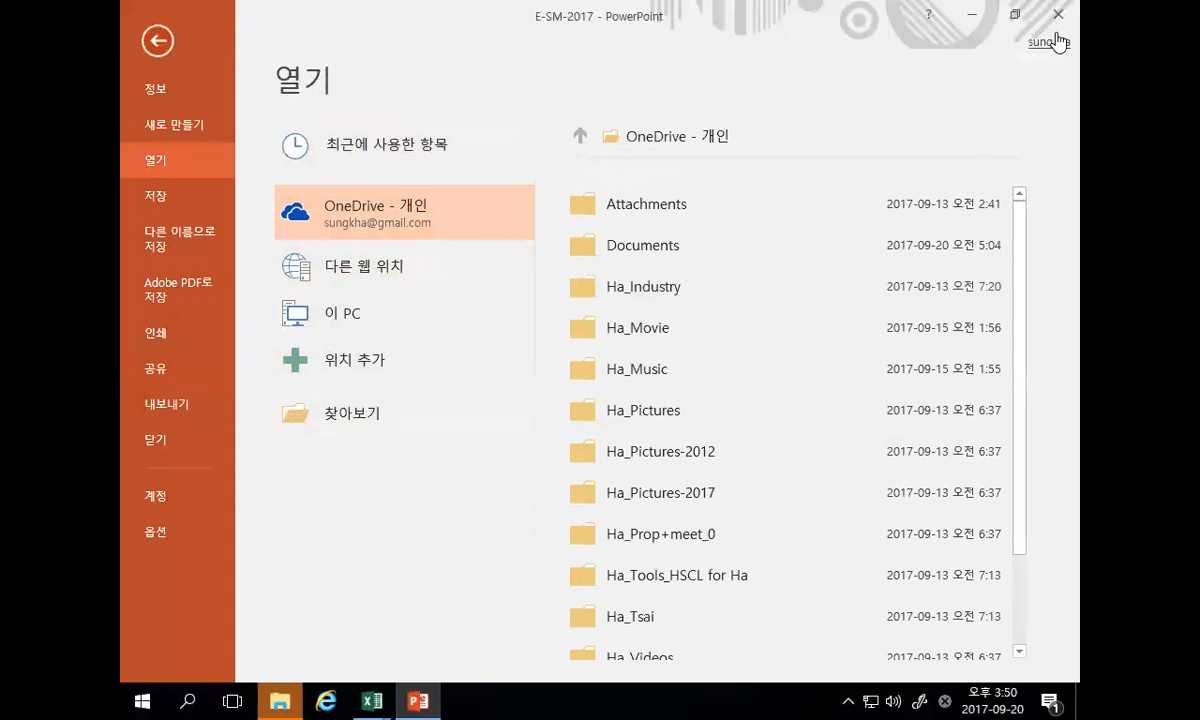 E-SM-2017 - PowerPoint
?
열기
정보
새로 만들기
열기
저장
다른 이름으로
저장
Adobe PDF로
저장
인쇄
공유
내보내기
닫기
계정
옵션
최근에 사용한 항목
OneDrive - 개인
sungkha@gmail.com
다른 웹 위치
이 PC
위치 추가
찾아보기
OneDrive - 개인
Attachments 2017-09-13 오전 2:41
Documents 2017-09-20 오전 5:04
Ha_Industry 2017-09-13 오전 7:20
Ha_Movie 2017-09-15 오전 1:56
Ha_Music 2017-09-15 오전 1:55
Ha_Pictures 2017-09-13 오전 6:37
Ha_Pictures-2012 2017-09-13 오전 6:37
Ha_Pictures-2017 2017-09-13 오전 6:37
Ha_Prop+meet_0 2017-09-13 오전 6:37
Ha_Tools_HSCL for Ha 2017-09-13 오전 7:13
Ha_Tsai 2017-09-13 오전 7:13
Ha_Videos 2017-09-13 오전 6:37
오후 3:50
2017-09-20
1